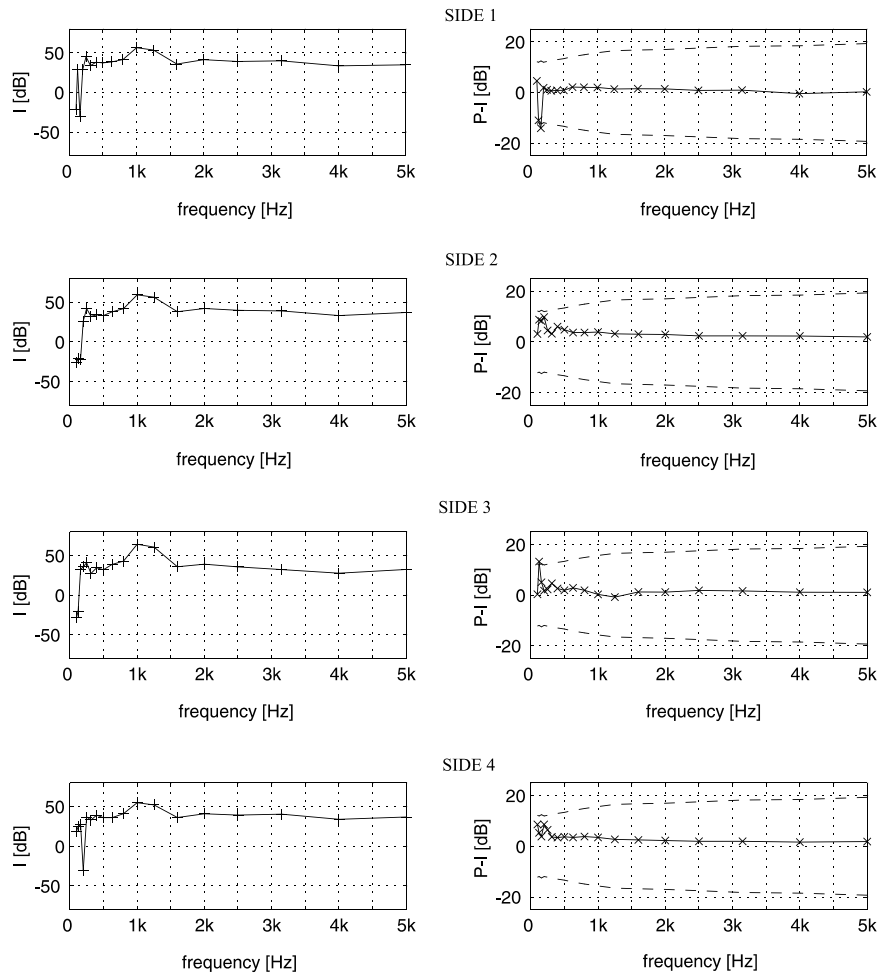 SIDE 1
I [dB]
50
0
-50
0 1k 2k 3k 4k 5k
frequency [Hz]
P-I [dB]
20
0
-20
0 1k 2k 3k 4k 5k
frequency [Hz]
SIDE 2
I [dB]
50
0
-50
0 1k 2k 3k 4k 5k
frequency [Hz]
P-I [dB]
20
0
-20
0 1k 2k 3k 4k 5k
frequency [Hz]
SIDE 3
I [dB]
50
0
-50
0 1k 2k 3k 4k 5k
frequency [Hz]
P-I [dB]
20
0
-20
0 1k 2k 3k 4k 5k
frequency [Hz]
SIDE 4
I [dB]
50
0
-50
0 1k 2k 3k 4k 5k
frequency [Hz]
P-I [dB]
20
0
-20
0 1k 2k 3k 4k 5k
frequency [Hz]